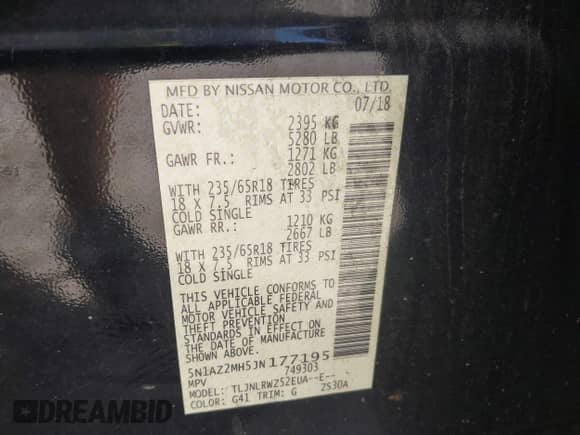 MFD BY NISSAN MOTOR CO., LTD.
DATE: 07/18
GVWR: 2395 KG
5280 LB
GAWR FR.: 1271 KG
2802 LB
WITH 235/65R18 TIRES
18 X 7.5 RIMS AT 33 PSI
COLD SINGLE
GAWR RR.: 1210 KG
2667 LB
WITH 235/65R18 TIRES
18 X 7.5 RIMS AT 33 PSI
COLD SINGLE
THIS VEHICLE CONFORMS TO
ALL APPLICABLE FEDERAL
MOTOR VEHICLE SAFETY AND
THEFT PREVENTION
STANDARDS IN EFFECT ON
THE DATE OF MANUFACTURE
SHOWN ABOVE.
5N1AZ2MH5JN177195
MPV 749303
MODEL: TLJNLRWZ52EUA--E--
COLOR: G41 TRIM: G ZS30A
DREAMBID
DREAMBID